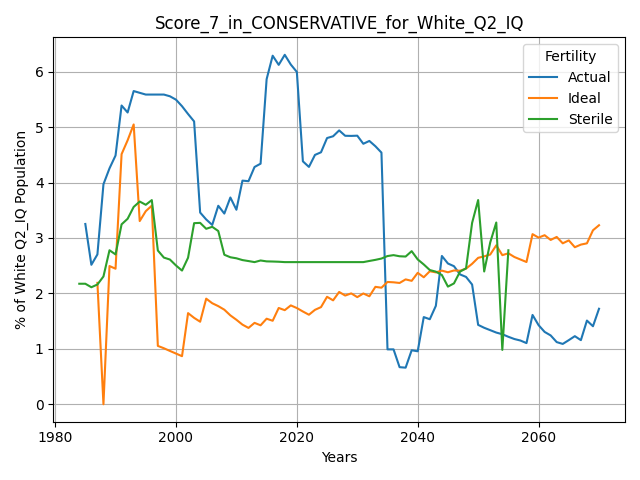 Score_7_in_CONSERVATIVE_for_White_Q2_IQ
% of White Q2_IQ Population
6
5
4
3
2
1
0
Fertility
Actual
Ideal
Sterile
1980
2000
2020
2040
2060
Years